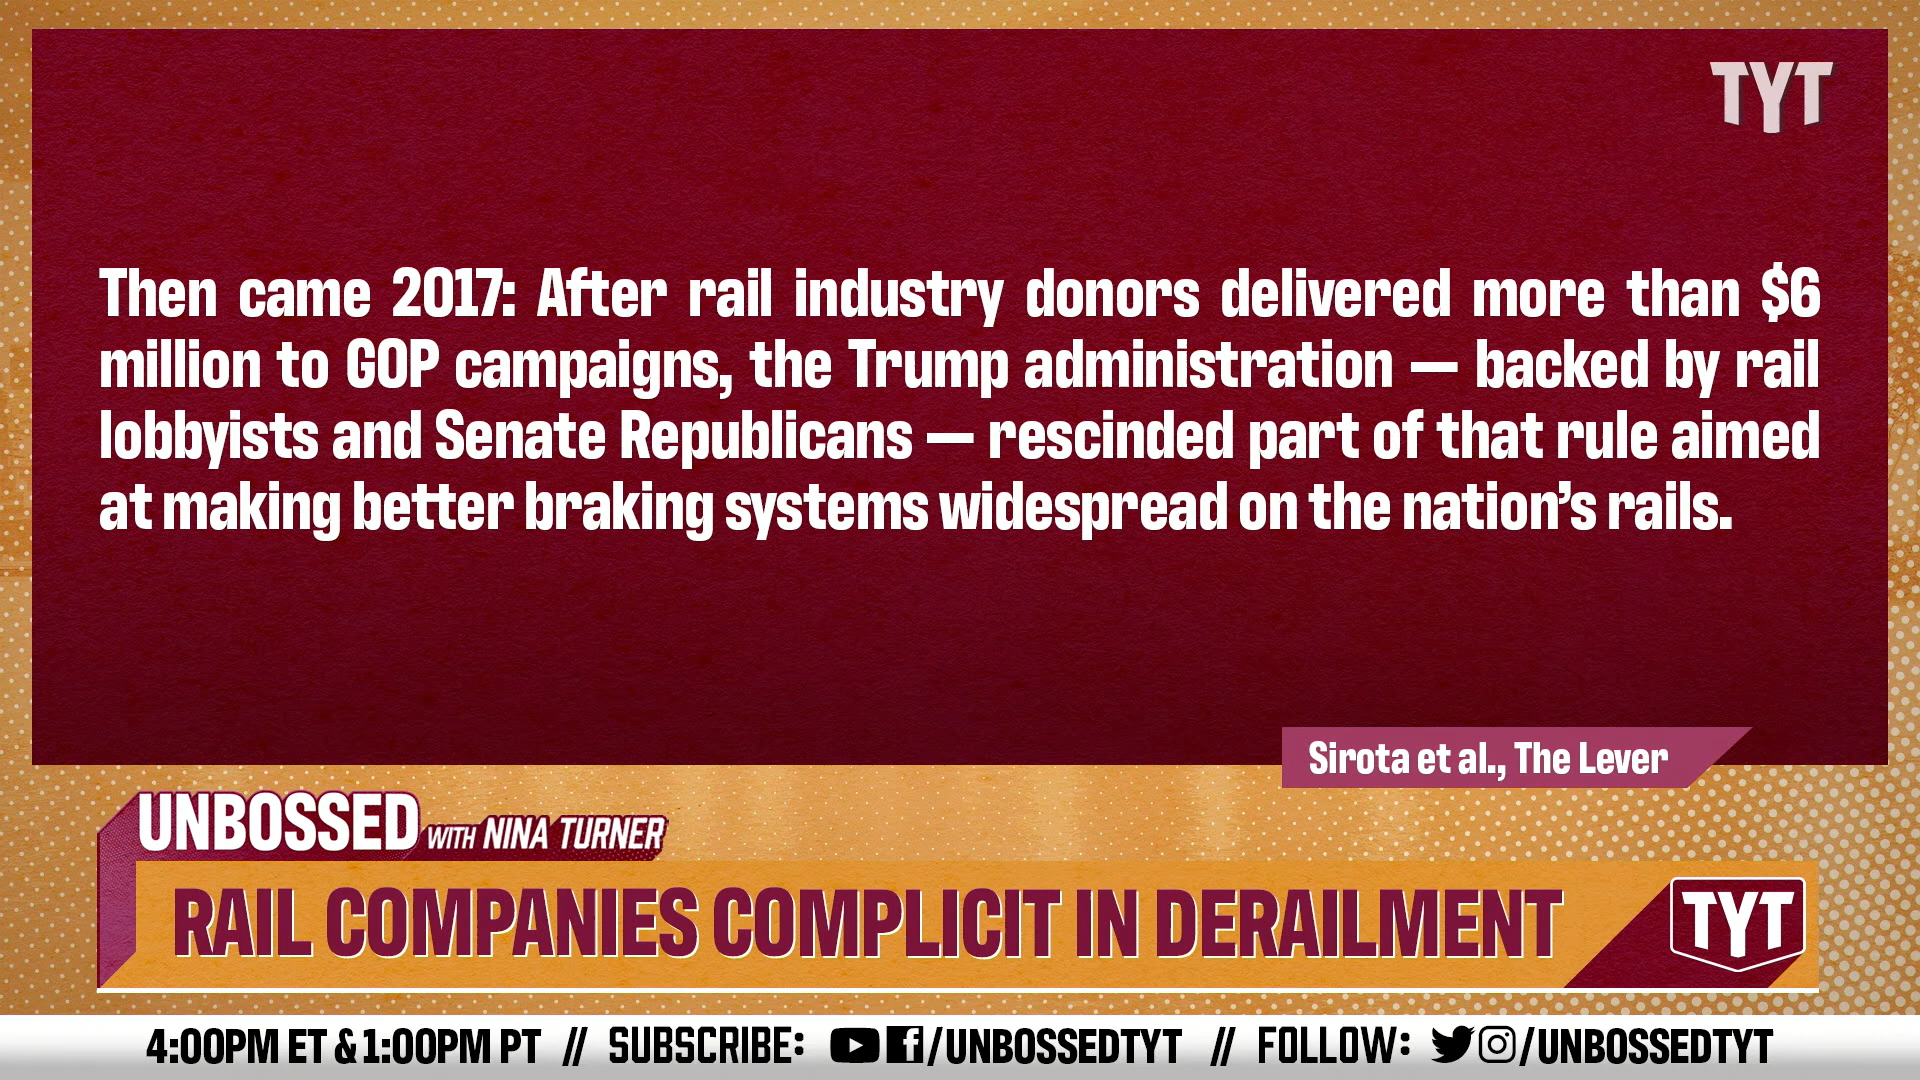 TYT
Then came 2017: After rail industry donors delivered more than $6
million to GOP campaigns, the Trump administration — backed by rail
lobbyists and Senate Republicans — rescinded part of that rule aimed
at making better braking systems widespread on the nation’s rails.
Sirota et al., The Lever
UNBOSSED WITH NINA TURNER
RAIL COMPANIES COMPLICIT IN DERAILMENT
TYT
4:00PM ET & 1:00PM PT // SUBSCRIBE: /UNBOSSEDTYT // FOLLOW: /UNBOSSEDTYT